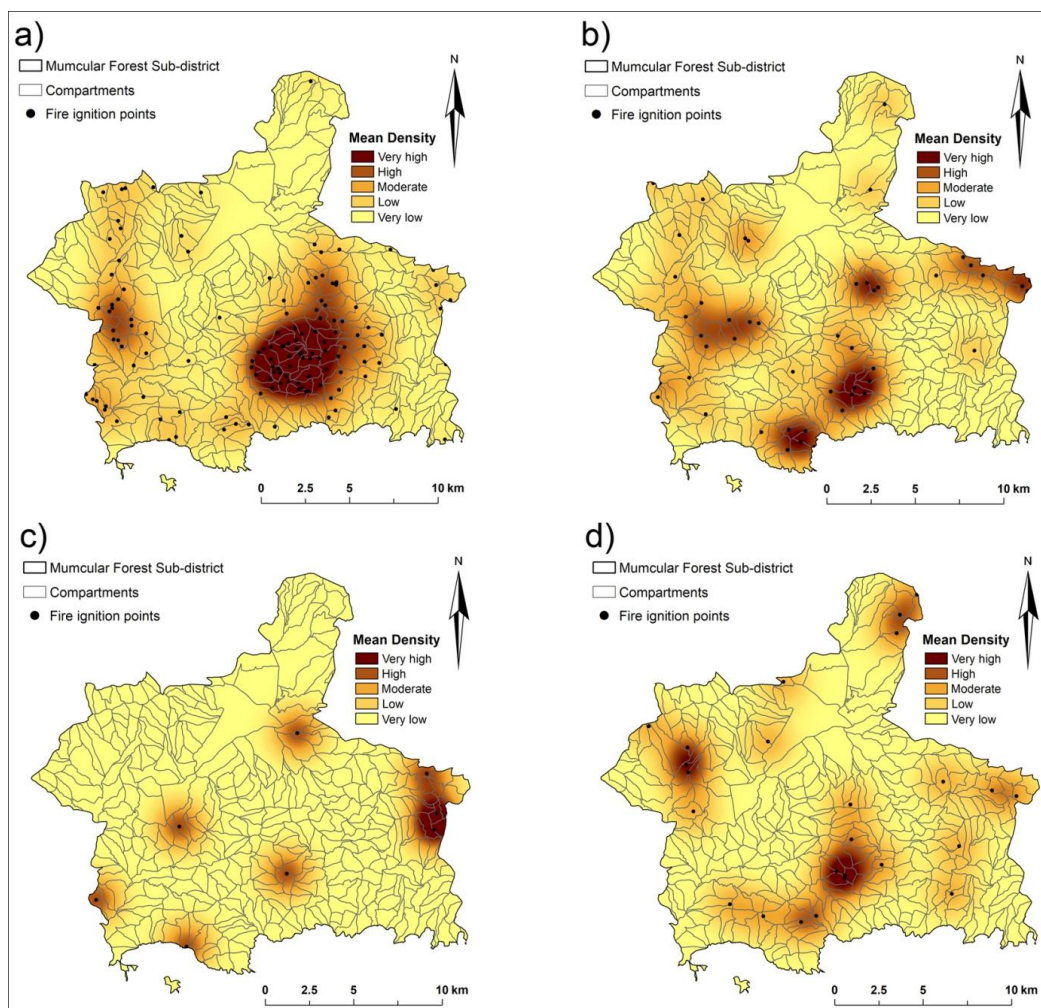 a)
Mumcular Forest Sub-district
Compartments
Fire ignition points
N
Mean Density
Very high
High
Moderate
Low
Very low
0 2.5 5 10 km
b)
Mumcular Forest Sub-district
Compartments
Fire ignition points
N
Mean Density
Very high
High
Moderate
Low
Very low
0 2.5 5 10 km
c)
Mumcular Forest Sub-district
Compartments
Fire ignition points
N
Mean Density
Very high
High
Moderate
Low
Very low
0 2.5 5 10 km
d)
Mumcular Forest Sub-district
Compartments
Fire ignition points
N
Mean Density
Very high
High
Moderate
Low
Very low
0 2.5 5 10 km